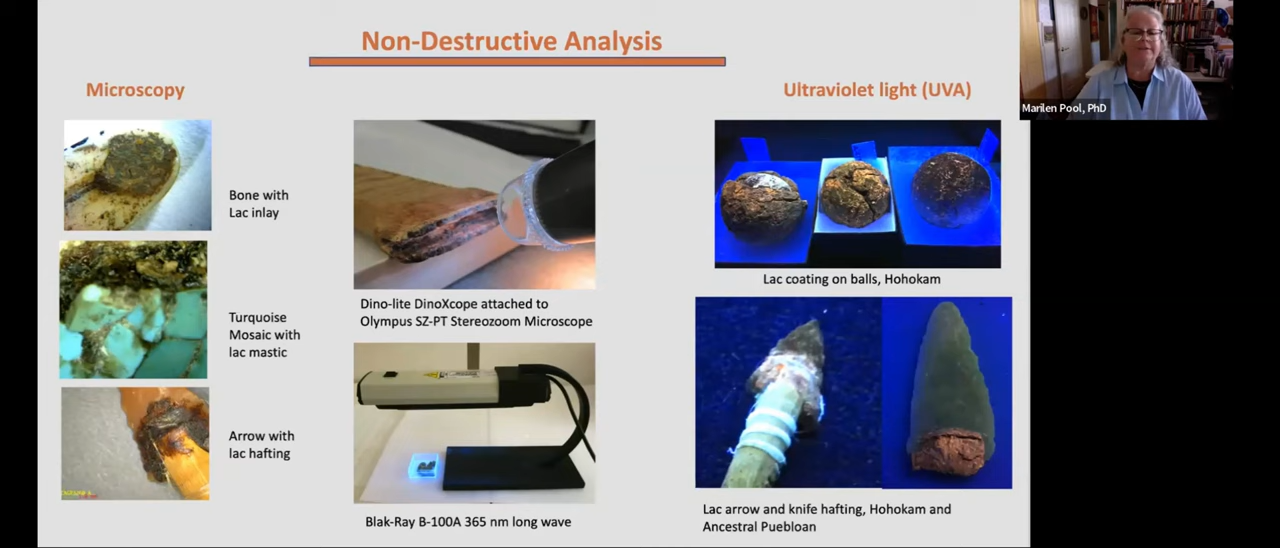 Non-Destructive Analysis
Microscopy
Ultraviolet light (UVA)
Marilen Pool, PhD
Bone with
Lac inlay
Turquoise
Mosaic with
lac mastic
Arrow with
lac hafting
Dino-lite DinoXcope attached to
Olympus SZ-PT Stereozoom Microscope
Blak-Ray B-100A 365 nm long wave
Lac coating on balls, Hohokam
Lac arrow and knife hafting, Hohokam and
Ancestral Puebloan